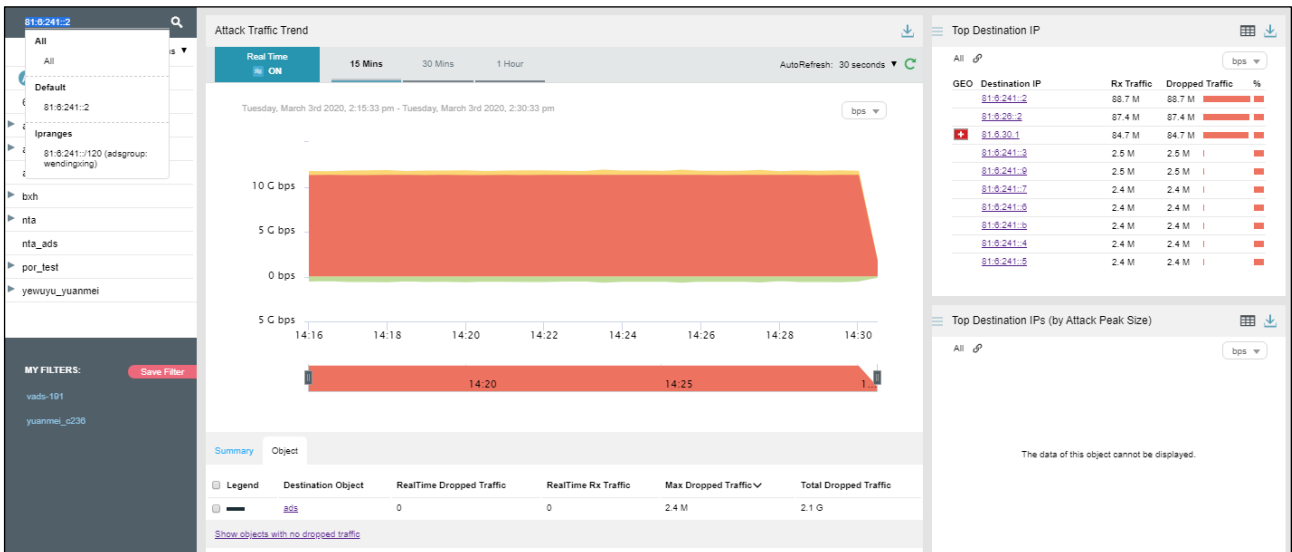 81:6:241::2
All
All
Default
81:6:241::2
Ipranges
81:6:241::/120 (adsgroup:
wendingxing)
bxh
nta
nta_ads
por_test
yewuyu_yuanmei
MY FILTERS:
Save Filter
vads-191
yuanmei_c236
Attack Traffic Trend
Real Time
ON
15 Mins
30 Mins
1 Hour
AutoRefresh: 30 seconds
Tuesday, March 3rd 2020, 2:15:33 pm - Tuesday, March 3rd 2020, 2:30:33 pm
bps
10 G bps
5 G bps
0 bps
5 G bps
14:16 14:18 14:20 14:22 14:24 14:26 14:28 14:30
14:20 14:25 1...
Summary Object
Legend Destination Object RealTime Dropped Traffic RealTime Rx Traffic Max Dropped Traffic Total Dropped Traffic
ads 0 0 2.4 M 2.1 G
Show objects with no dropped traffic
Top Destination IP
All
bps
GEO Destination IP Rx Traffic Dropped Traffic %
81:6:241::2 88.7 M 88.7 M
81:6:26::2 87.4 M 87.4 M
81.6.30.1 84.7 M 84.7 M
81:6:241::3 2.5 M 2.5 M
81:6:241::9 2.5 M 2.5 M
81:6:241::7 2.4 M 2.4 M
81:6:241::6 2.4 M 2.4 M
81:6:241::b 2.4 M 2.4 M
81:6:241::4 2.4 M 2.4 M
81:6:241::5 2.4 M 2.4 M
Top Destination IPs (by Attack Peak Size)
All
bps
The data of this object cannot be displayed.